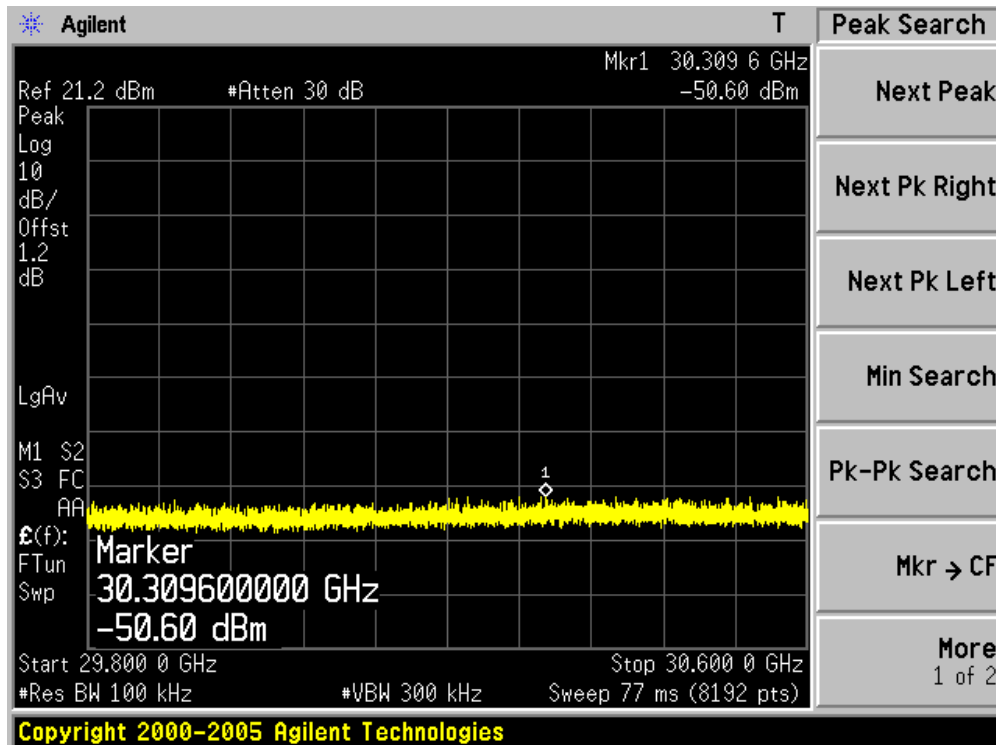 Agilent T Peak Search
Mkr1 30.309 6 GHz
Ref 21.2 dBm #Atten 30 dB -50.60 dBm
Peak
Log
10
dB/
Offst
1.2
dB
LgAv
M1 S2
S3 FC
AA
£(f):
FTun
Swp
1
Marker
30.309600000 GHz
-50.60 dBm
Start 29.800 0 GHz Stop 30.600 0 GHz
#Res BW 100 kHz #VBW 300 kHz Sweep 77 ms (8192 pts)
Copyright 2000-2005 Agilent Technologies
Next Peak
Next Pk Right
Next Pk Left
Min Search
Pk-Pk Search
Mkr → CF
More
1 of 2